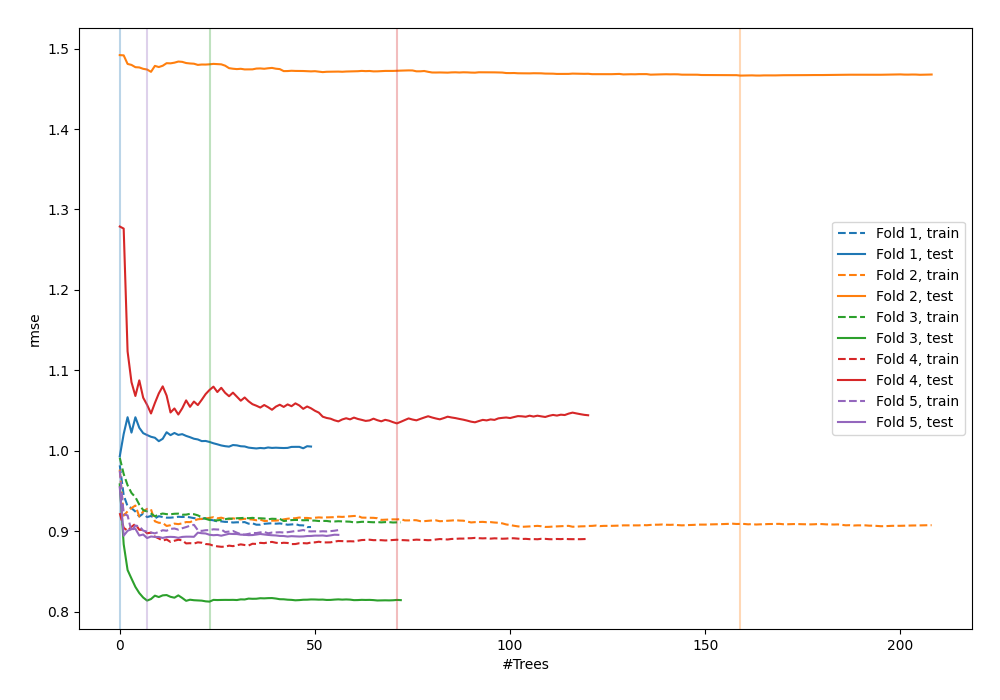 1.5
1.4
1.3
1.2
1.1
1.0
0.9
0.8
rmse
0
50
100
150
200
#Trees
Fold 1, train
Fold 1, test
Fold 2, train
Fold 2, test
Fold 3, train
Fold 3, test
Fold 4, train
Fold 4, test
Fold 5, train
Fold 5, test